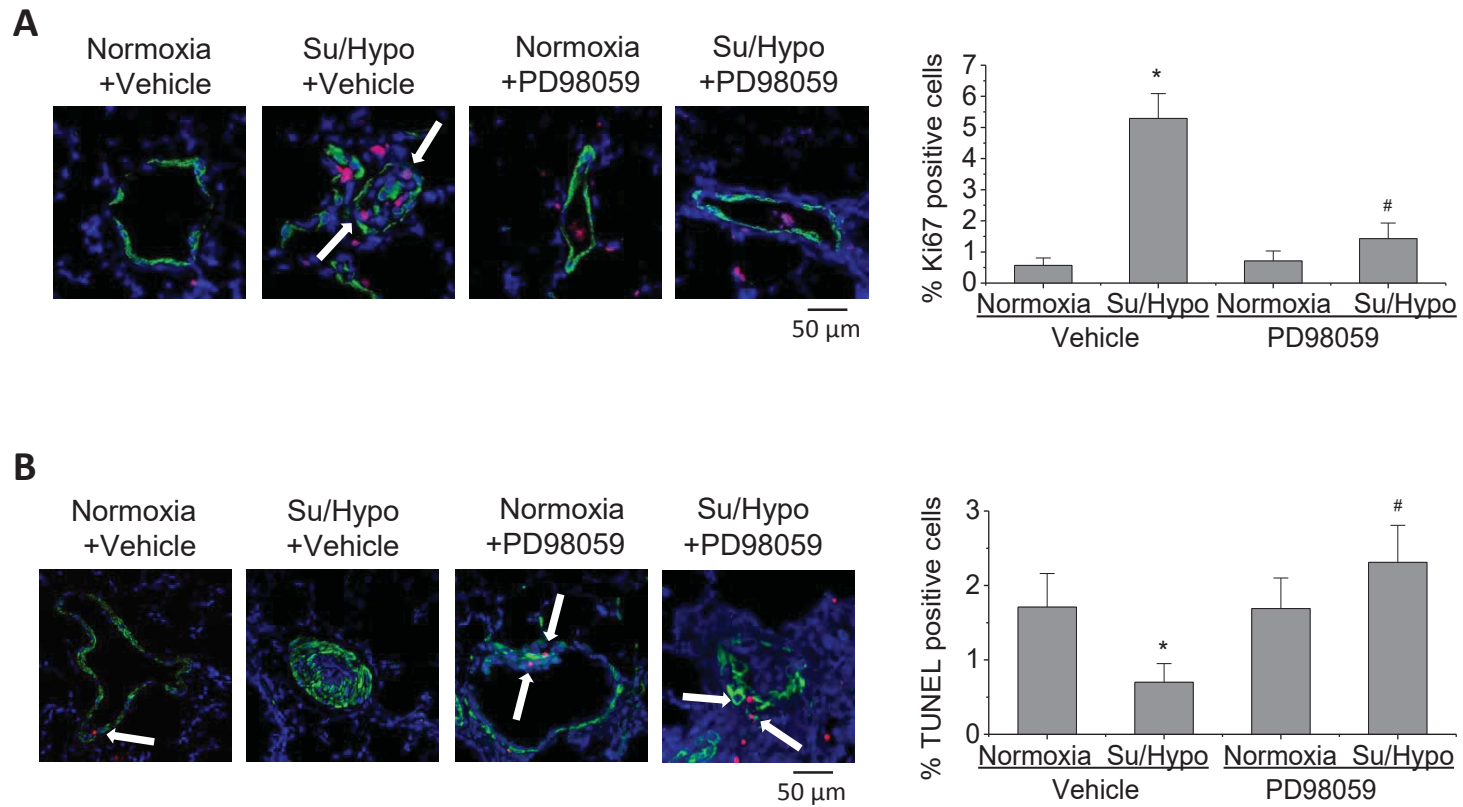 A
Normoxia
+Vehicle
Su/Hypo
+Vehicle
Normoxia
+PD98059
Su/Hypo
+PD98059
50 µm
% Ki67 positive cells
7
6
5
4
3
2
1
0
*
#
Normoxia Su/Hypo Normoxia Su/Hypo
Vehicle PD98059
B
Normoxia
+Vehicle
Su/Hypo
+Vehicle
Normoxia
+PD98059
Su/Hypo
+PD98059
50 µm
% TUNEL positive cells
3
2
1
0
*
#
Normoxia Su/Hypo Normoxia Su/Hypo
Vehicle PD98059